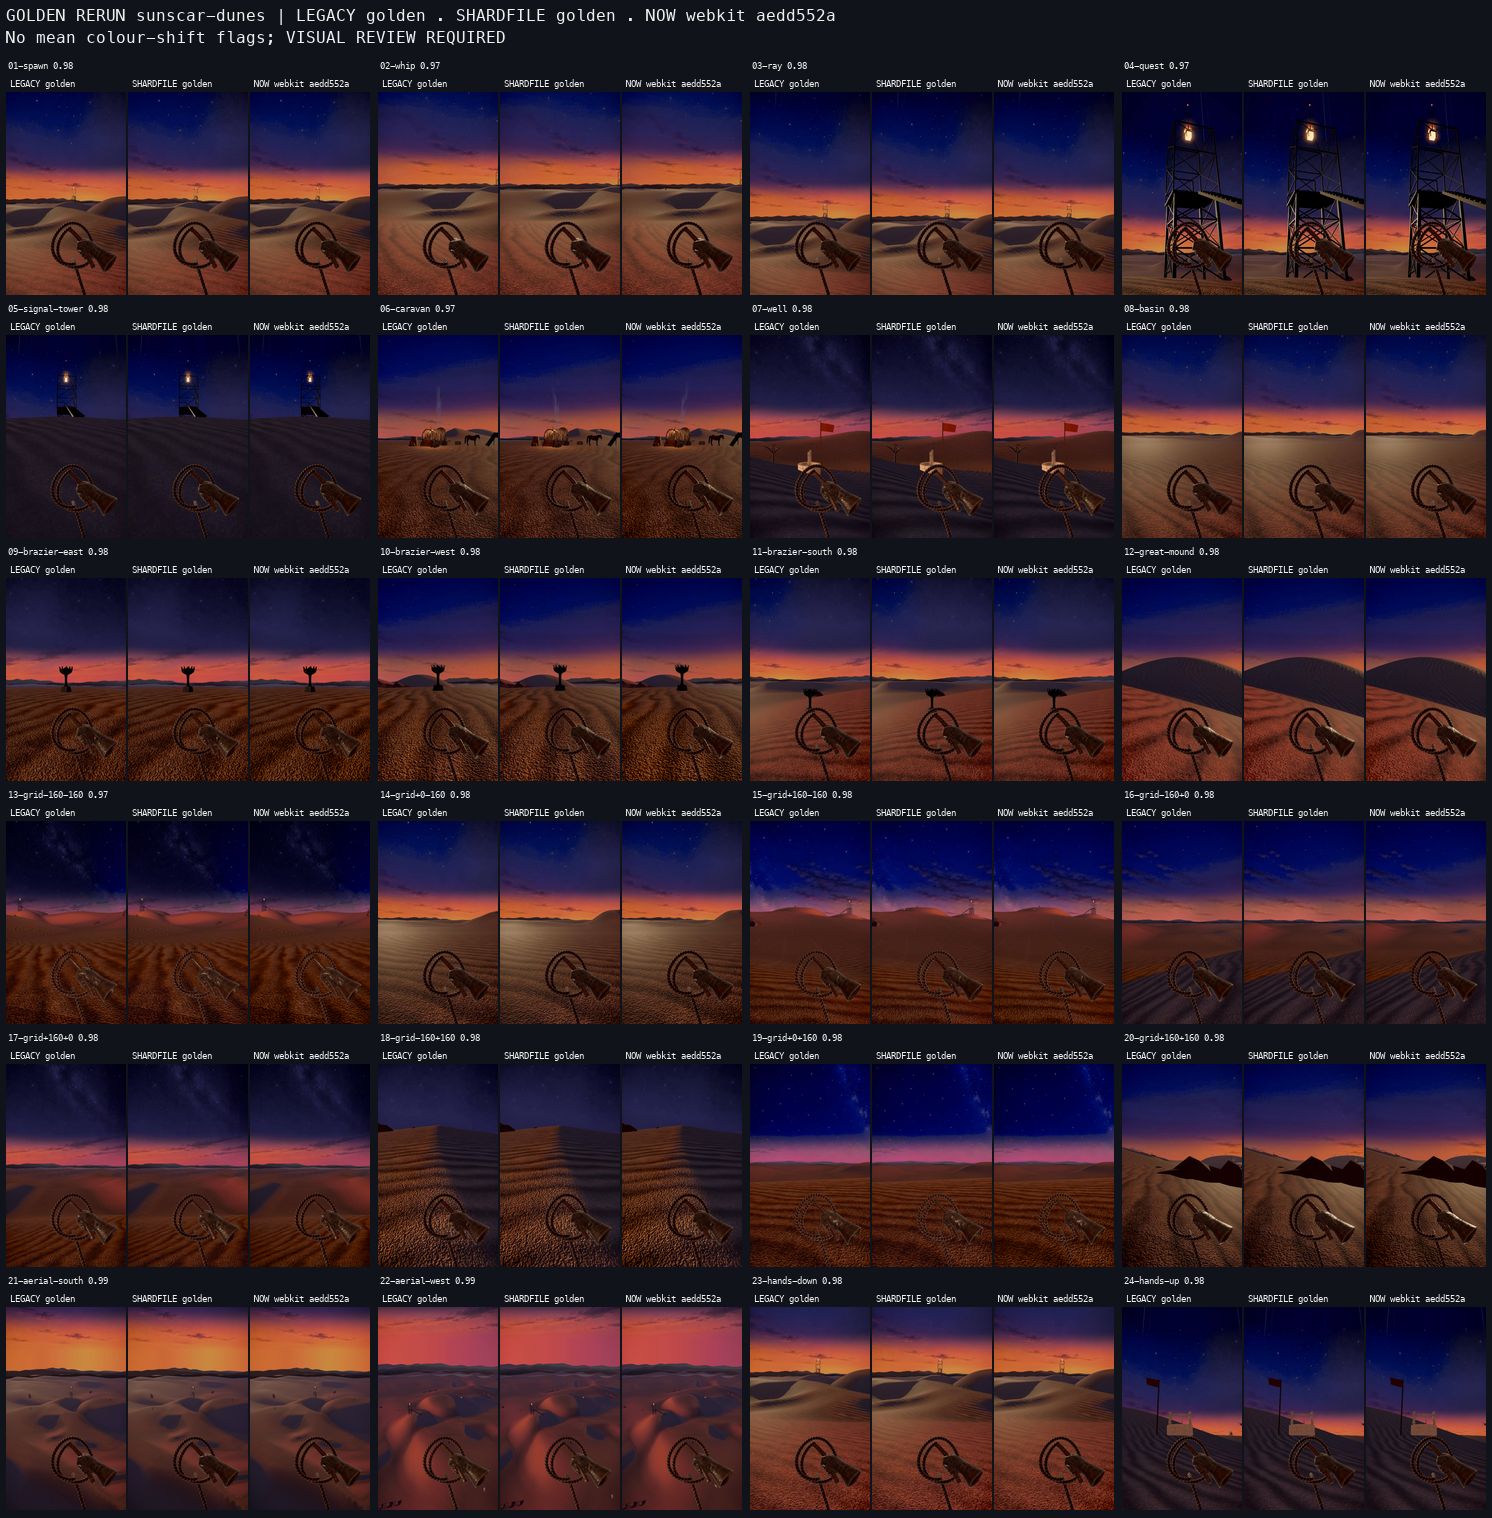 GOLDEN RERUN sunscar-dunes | LEGACY golden . SHARDFILE golden . NOW webkit aedd552a
No mean colour-shift flags; VISUAL REVIEW REQUIRED
01-spawn 0.98
LEGACY golden SHARDFILE golden NOW webkit aedd552a
02-whip 0.97
LEGACY golden SHARDFILE golden NOW webkit aedd552a
03-ray 0.98
LEGACY golden SHARDFILE golden NOW webkit aedd552a
04-quest 0.97
LEGACY golden SHARDFILE golden NOW webkit aedd552a
05-signal-tower 0.98
LEGACY golden SHARDFILE golden NOW webkit aedd552a
06-caravan 0.97
LEGACY golden SHARDFILE golden NOW webkit aedd552a
07-well 0.98
LEGACY golden SHARDFILE golden NOW webkit aedd552a
08-basin 0.98
LEGACY golden SHARDFILE golden NOW webkit aedd552a
09-brazier-east 0.98
LEGACY golden SHARDFILE golden NOW webkit aedd552a
10-brazier-west 0.98
LEGACY golden SHARDFILE golden NOW webkit aedd552a
11-brazier-south 0.98
LEGACY golden SHARDFILE golden NOW webkit aedd552a
12-great-mound 0.98
LEGACY golden SHARDFILE golden NOW webkit aedd552a
13-grid-160-160 0.97
LEGACY golden SHARDFILE golden NOW webkit aedd552a
14-grid+0-160 0.98
LEGACY golden SHARDFILE golden NOW webkit aedd552a
15-grid+160-160 0.98
LEGACY golden SHARDFILE golden NOW webkit aedd552a
16-grid-160+0 0.98
LEGACY golden SHARDFILE golden NOW webkit aedd552a
17-grid+160+0 0.98
LEGACY golden SHARDFILE golden NOW webkit aedd552a
18-grid-160+160 0.98
LEGACY golden SHARDFILE golden NOW webkit aedd552a
19-grid+0+160 0.98
LEGACY golden SHARDFILE golden NOW webkit aedd552a
20-grid+160+160 0.98
LEGACY golden SHARDFILE golden NOW webkit aedd552a
21-aerial-south 0.99
LEGACY golden SHARDFILE golden NOW webkit aedd552a
22-aerial-west 0.99
LEGACY golden SHARDFILE golden NOW webkit aedd552a
23-hands-down 0.98
LEGACY golden SHARDFILE golden NOW webkit aedd552a
24-hands-up 0.98
LEGACY golden SHARDFILE golden NOW webkit aedd552a